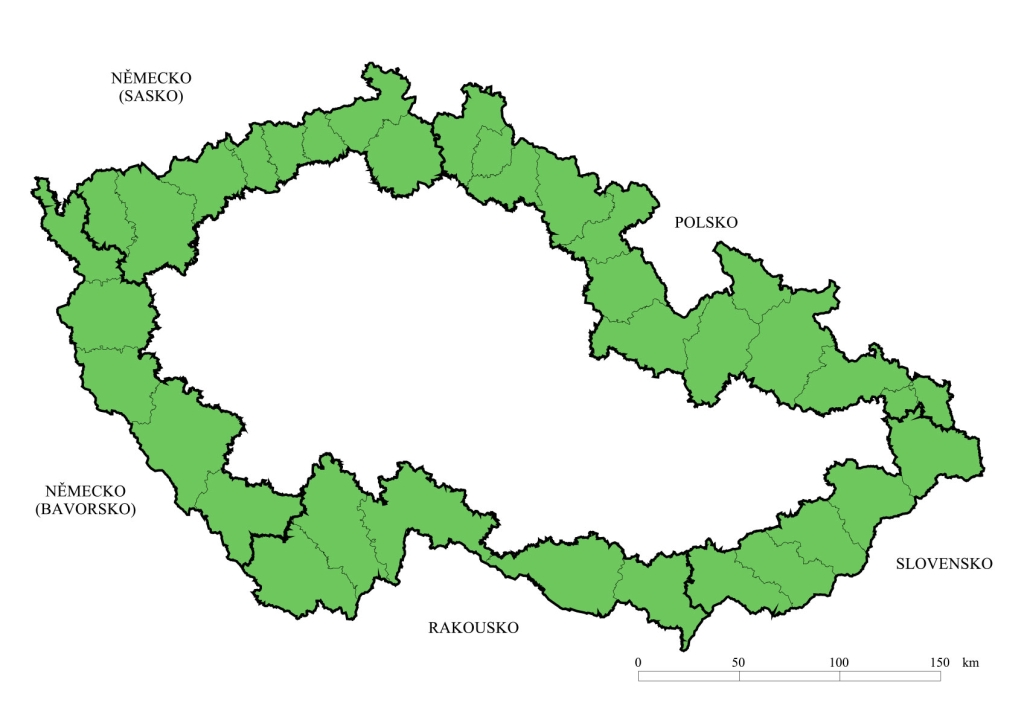 NĚMECKO
(SASKO)
POLSKO
NĚMECKO
(BAVORSKO)
SLOVENSKO
RAKOUSKO
0 50 100 150 km